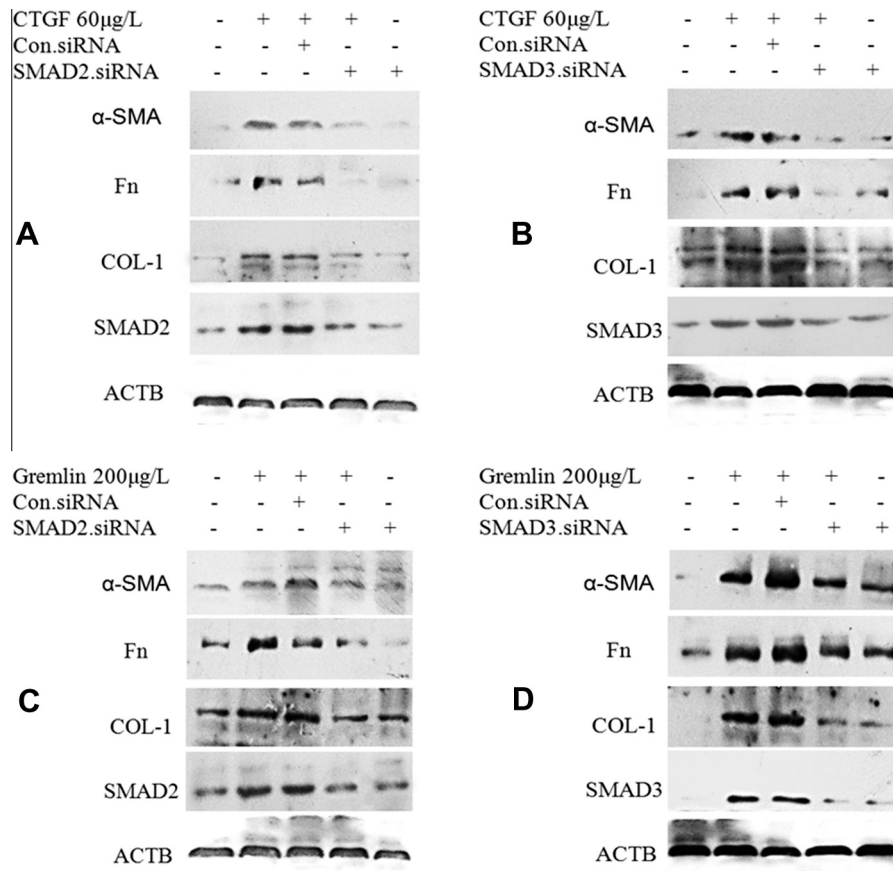 CTGF 60μg/L - + + + -
Con.siRNA - - + - -
SMAD2.siRNA - - - + +
α-SMA
Fn
A
COL-1
SMAD2
ACTB
CTGF 60μg/L - + + + -
Con.siRNA - - + - -
SMAD3.siRNA - - - + +
α-SMA
Fn
B
COL-1
SMAD3
ACTB
Gremlin 200μg/L - + + + -
Con.siRNA - - + - -
SMAD2.siRNA - - - + +
α-SMA
Fn
C
COL-1
SMAD2
ACTB
Gremlin 200μg/L - + + + -
Con.siRNA - - + - -
SMAD3.siRNA - - - + +
α-SMA
Fn
D
COL-1
SMAD3
ACTB